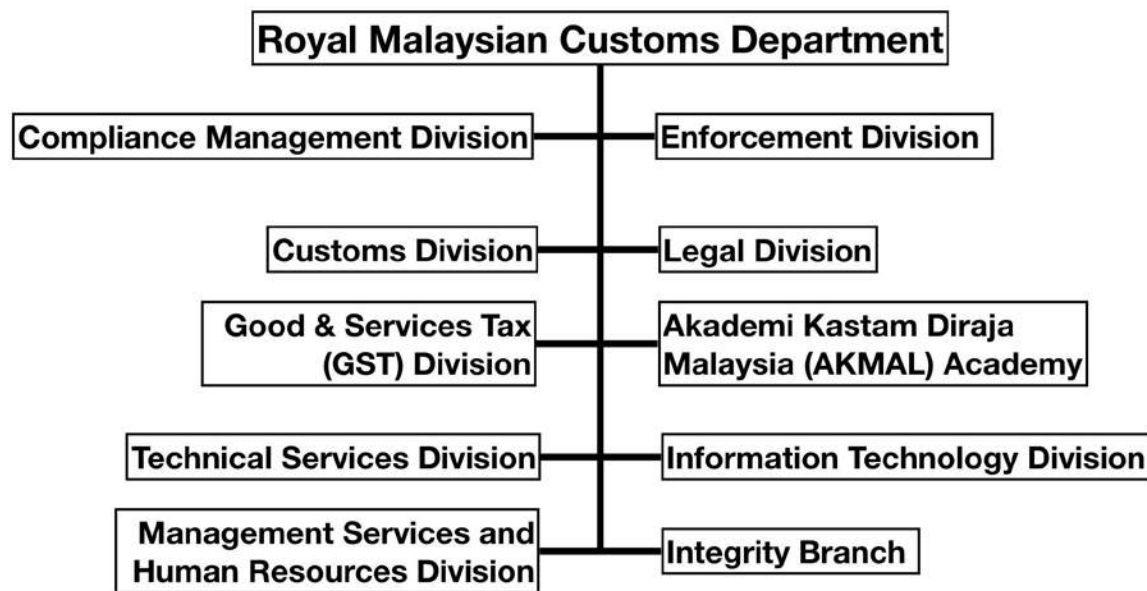 Royal Malaysian Customs Department
Compliance Management Division
Enforcement Division
Customs Division
Legal Division
Good & Services Tax
(GST) Division
Akademi Kastam Diraja
Malaysia (AKMAL) Academy
Technical Services Division
Information Technology Division
Management Services and
Human Resources Division
Integrity Branch